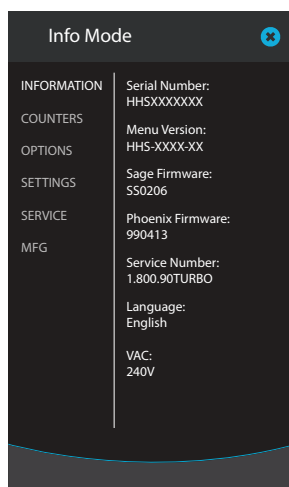 Info Mode
INFORMATION
COUNTERS
OPTIONS
SETTINGS
SERVICE
MFG
Serial Number:
HHSXXXXXXX
Menu Version:
HHS-XXXX-XX
Sage Firmware:
SS0206
Phoenix Firmware:
990413
Service Number:
1.800.90TURBO
Language:
English
VAC:
240V